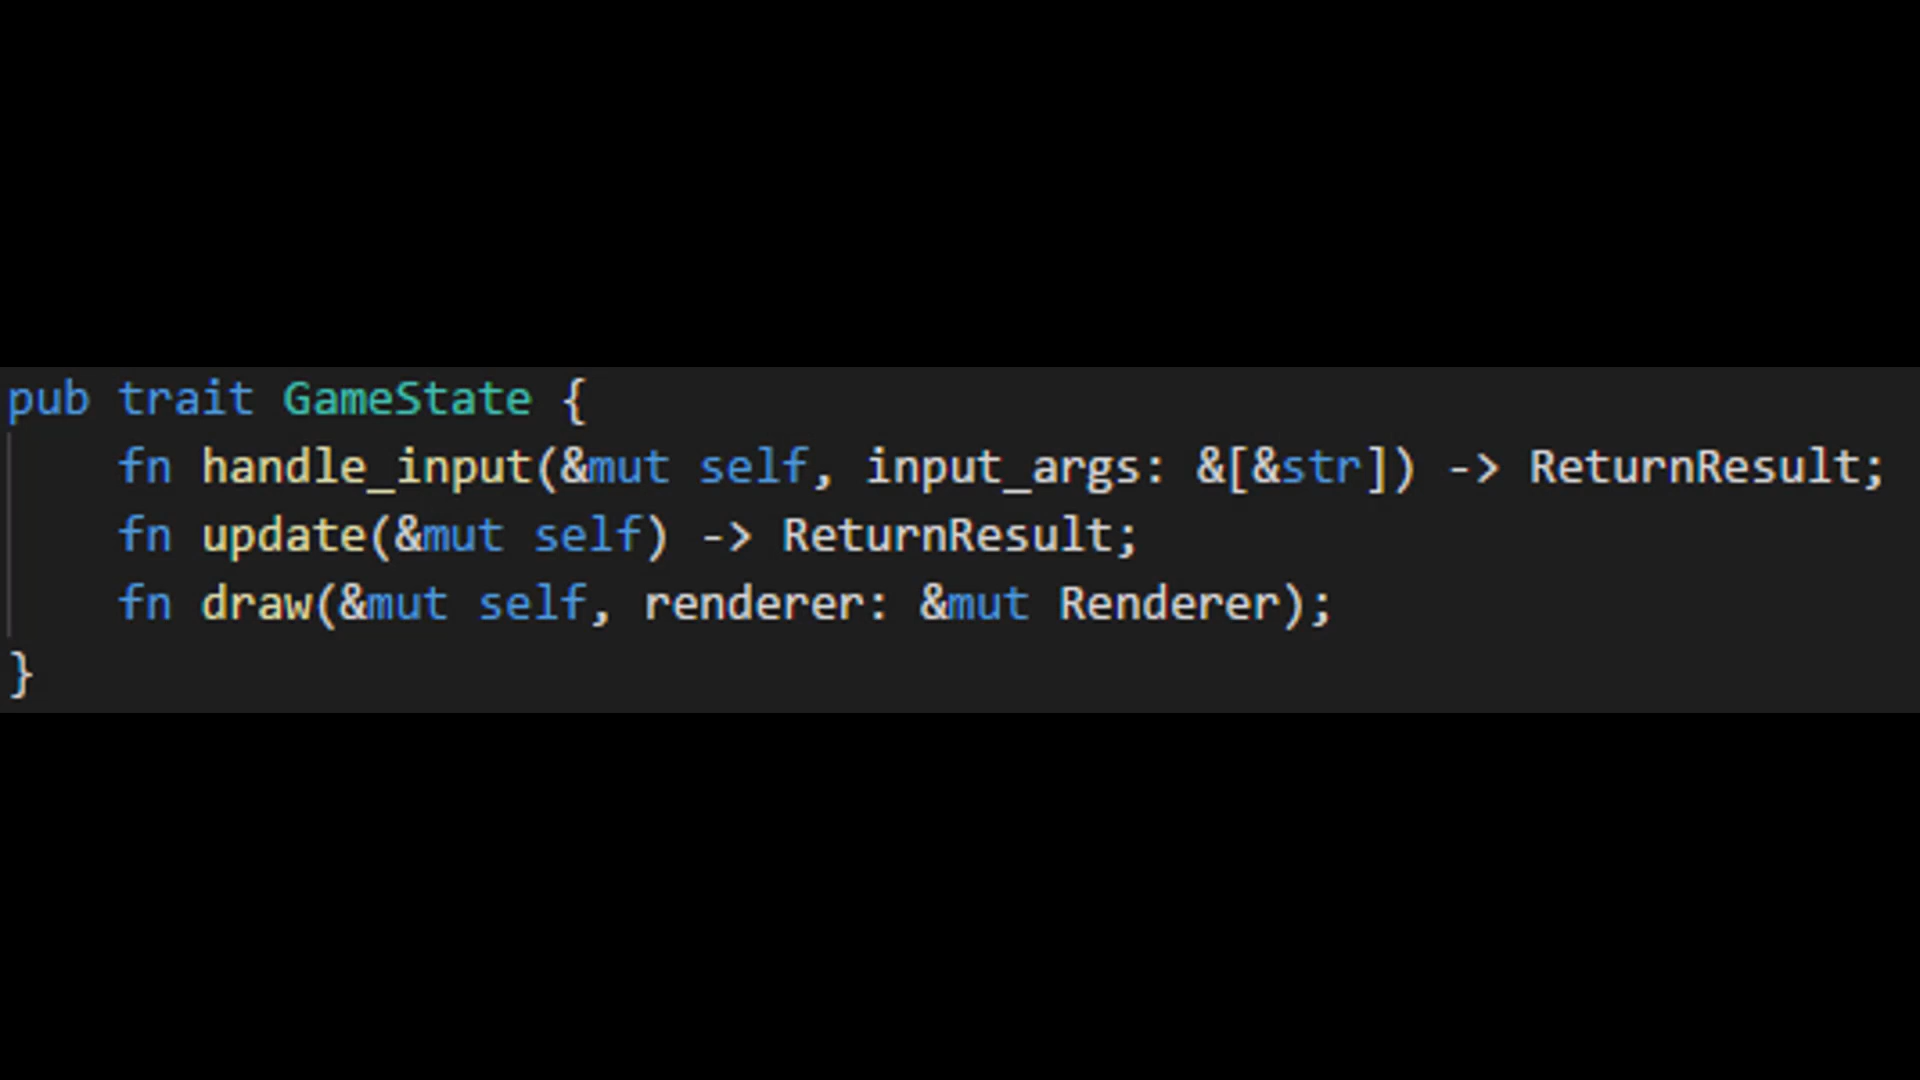 pub trait GameState {
    fn handle_input(&mut self, input_args: &[&str]) -> ReturnResult;
    fn update(&mut self) -> ReturnResult;
    fn draw(&mut self, renderer: &mut Renderer);
}